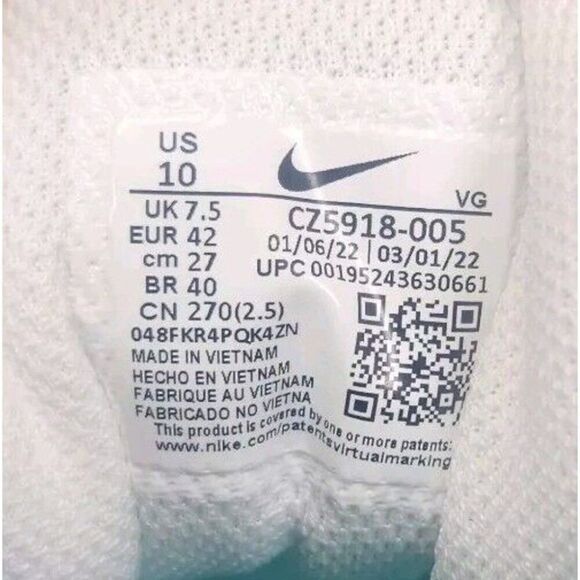 US
10
VG
UK 7.5
EUR 42
cm 27
BR 40
CN 270(2.5)
CZ5918-005
01/06/22 | 03/01/22
UPC 00195243630661
048FKR4PQK4ZN
MADE IN VIETNAM
HECHO EN VIETNAM
FABRIQUE AU VIETNAM
FABRICADO NO VIETNA
This product is covered by one or more patents:
www.nike.com/patentsvirtualmarking